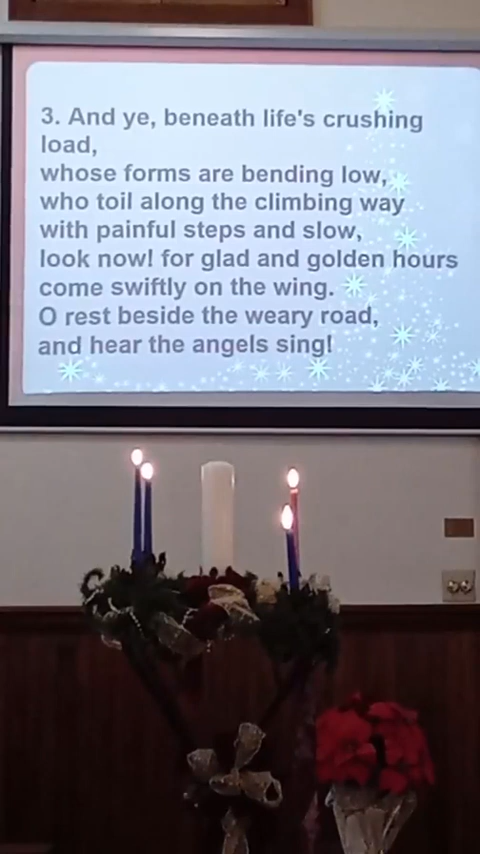 3. And ye, beneath life's crushing
load,
whose forms are bending low,
who toil along the climbing way
with painful steps and slow,
look now! for glad and golden hours
come swiftly on the wing.
O rest beside the weary road,
and hear the angels sing!